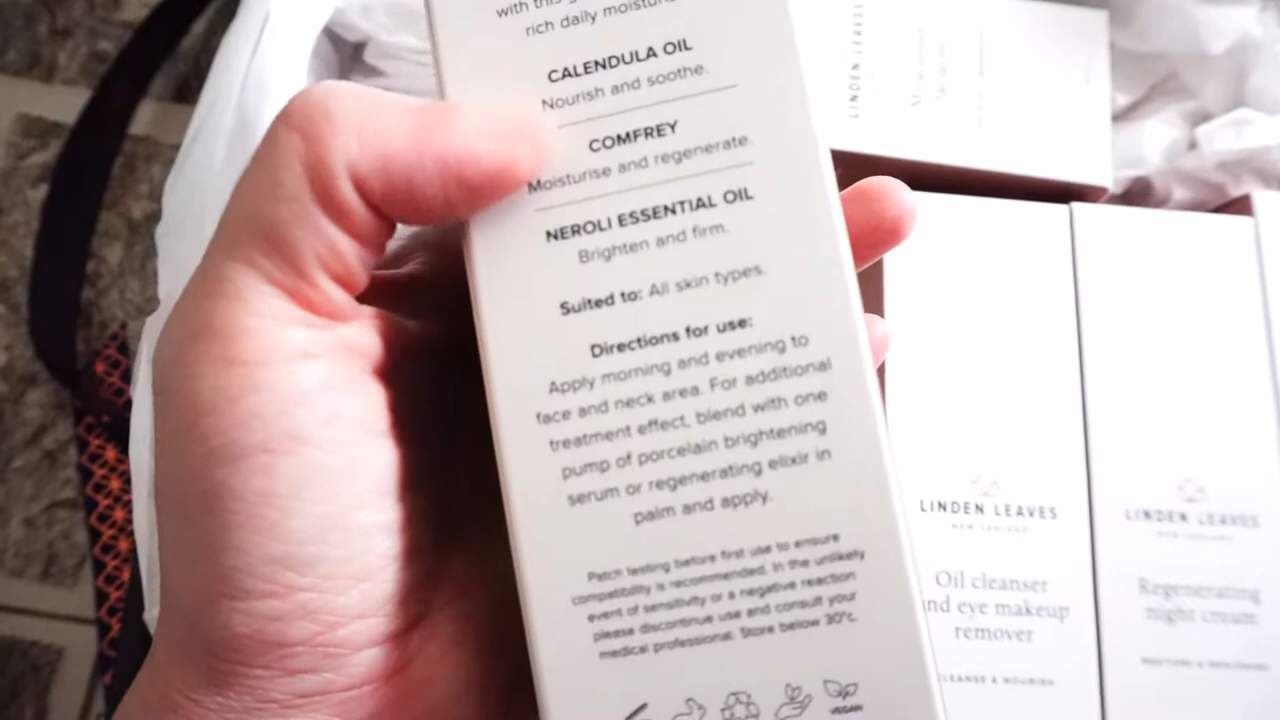 with this
rich daily
CALENDULA OIL
Nourish and soothe.
COMFREY
Moisturise and regenerate.
NEROLI ESSENTIAL OIL
Brighten and firm.
Suited to: All skin types.
Directions for use:
Apply morning and evening to
face and neck area. For additional
treatment effect, blend with one
pump of porcelain brightening
serum or regenerating elixir in
palm and apply.
Patch testing before first use to ensure
compatibility is recommended. In the unlikely
event of sensitivity or a negative reaction
please discontinue use and consult your
medical professional. Store below 30°c.
VEGAN
LINDEN LEAVES
LINDEN LEAVES
NEW ZEALAND
Oil cleanser
and eye makeup
remover
CLEANSE & NOURISH
LINDEN LEAVES
NEW ZEALAND
Regenerating
night cream